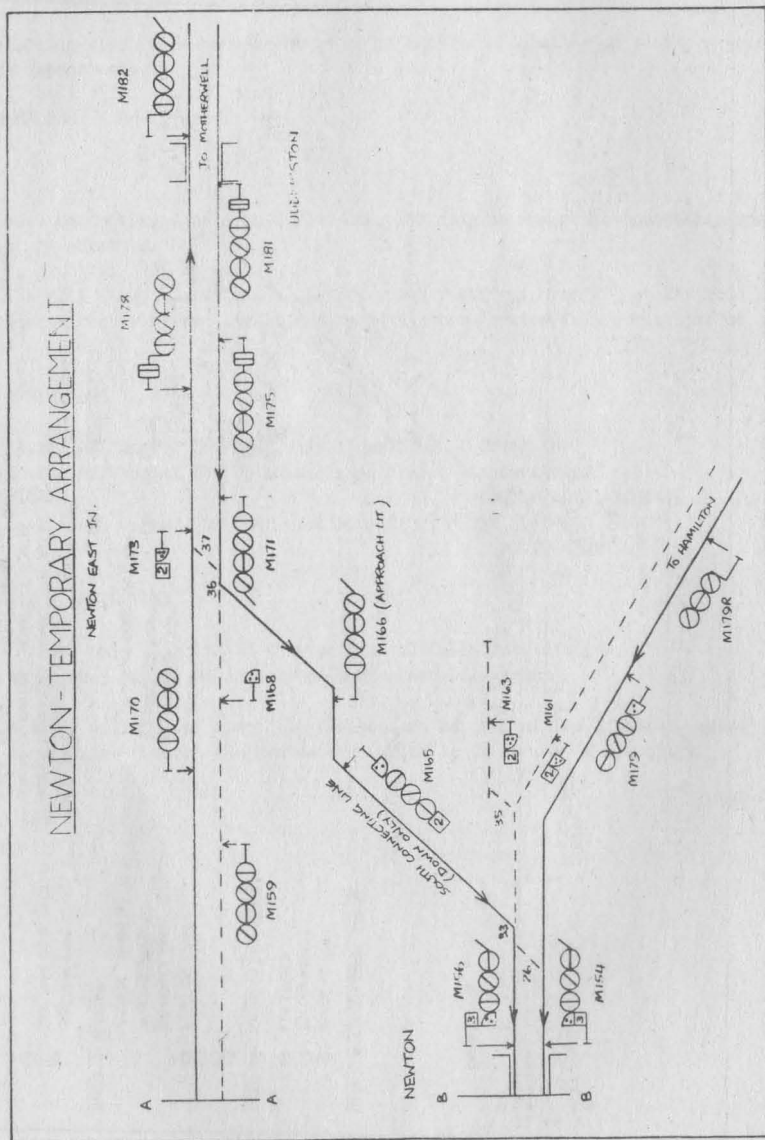 NEWTON - TEMPORARY ARRANGEMENT
NEWTON EAST JN.
M182
TO MOTHERWELL
M178
M181
M175
M173
2
37
36
M171
M170
M168
M166 (APPROACH LIT)
M159
M165
2
SOUTH CONNECTING LINE
(DOWN ONLY)
M163
2
M161
2
35
TO HAMILTON
M179R
M179
33
26
M156
3
M154
3
NEWTON
A
A
B
B